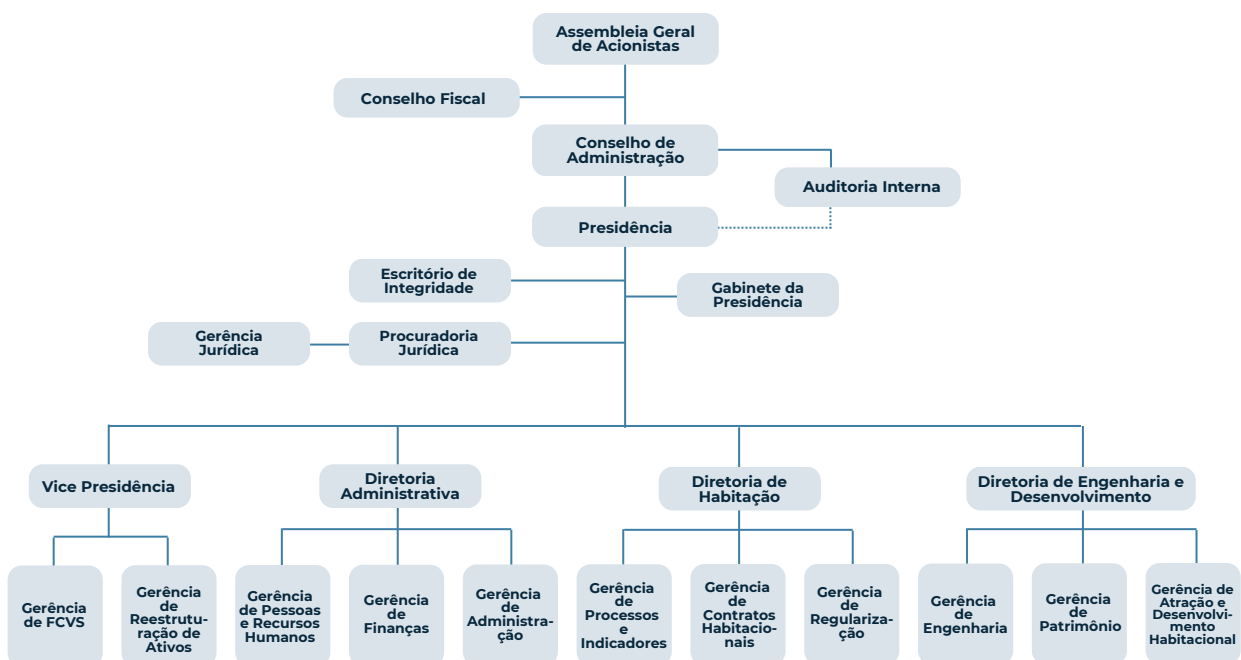 Assembleia Geral
de Acionistas
Conselho Fiscal
Conselho de
Administração
Auditoria Interna
Presidência
Escritório de
Integridade
Gabinete da
Presidência
Gerência
Jurídica
Procuradoria
Jurídica
Vice Presidência
Diretoria
Administrativa
Diretoria de
Habitação
Diretoria de Engenharia e
Desenvolvimento
Gerência
de FCVS
Gerência
de
Reestrutu-
ração de
Ativos
Gerência
de Pessoas
e Recursos
Humanos
Gerência
de
Finanças
Gerência
de
Administra-
ção
Gerência
de
Processos
e
Indicadores
Gerência
de
Contratos
Habitacio-
nais
Gerência
de
Regulariza-
ção
Gerência
de
Engenharia
Gerência
de
Patrimônio
Gerência de
Atração e
Desenvolvi-
mento
Habitacional